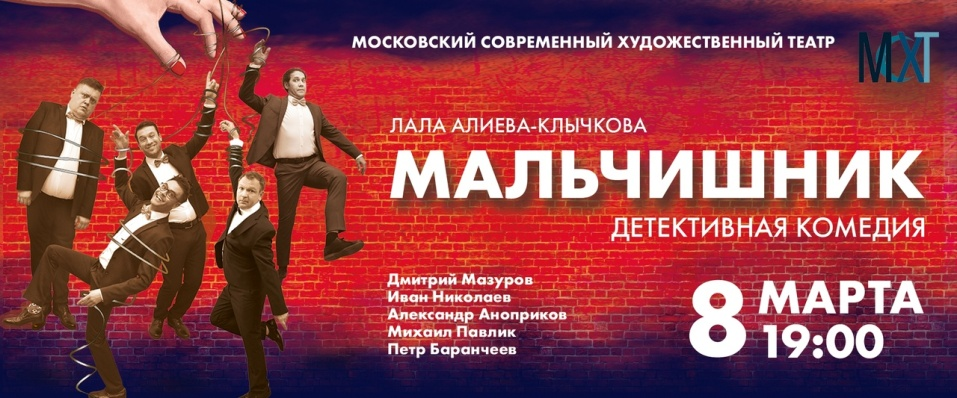 МОСКОВСКИЙ СОВРЕМЕННЫЙ ХУДОЖЕСТВЕННЫЙ ТЕАТР
МХТ
ЛАЛА АЛИЕВА-КЛЫЧКОВА
МАЛЬЧИШНИК
ДЕТЕКТИВНАЯ КОМЕДИЯ
Дмитрий Мазуров
Иван Николаев
Александр Аноприков
Михаил Павлик
Петр Баранчеев
8 МАРТА
19:00